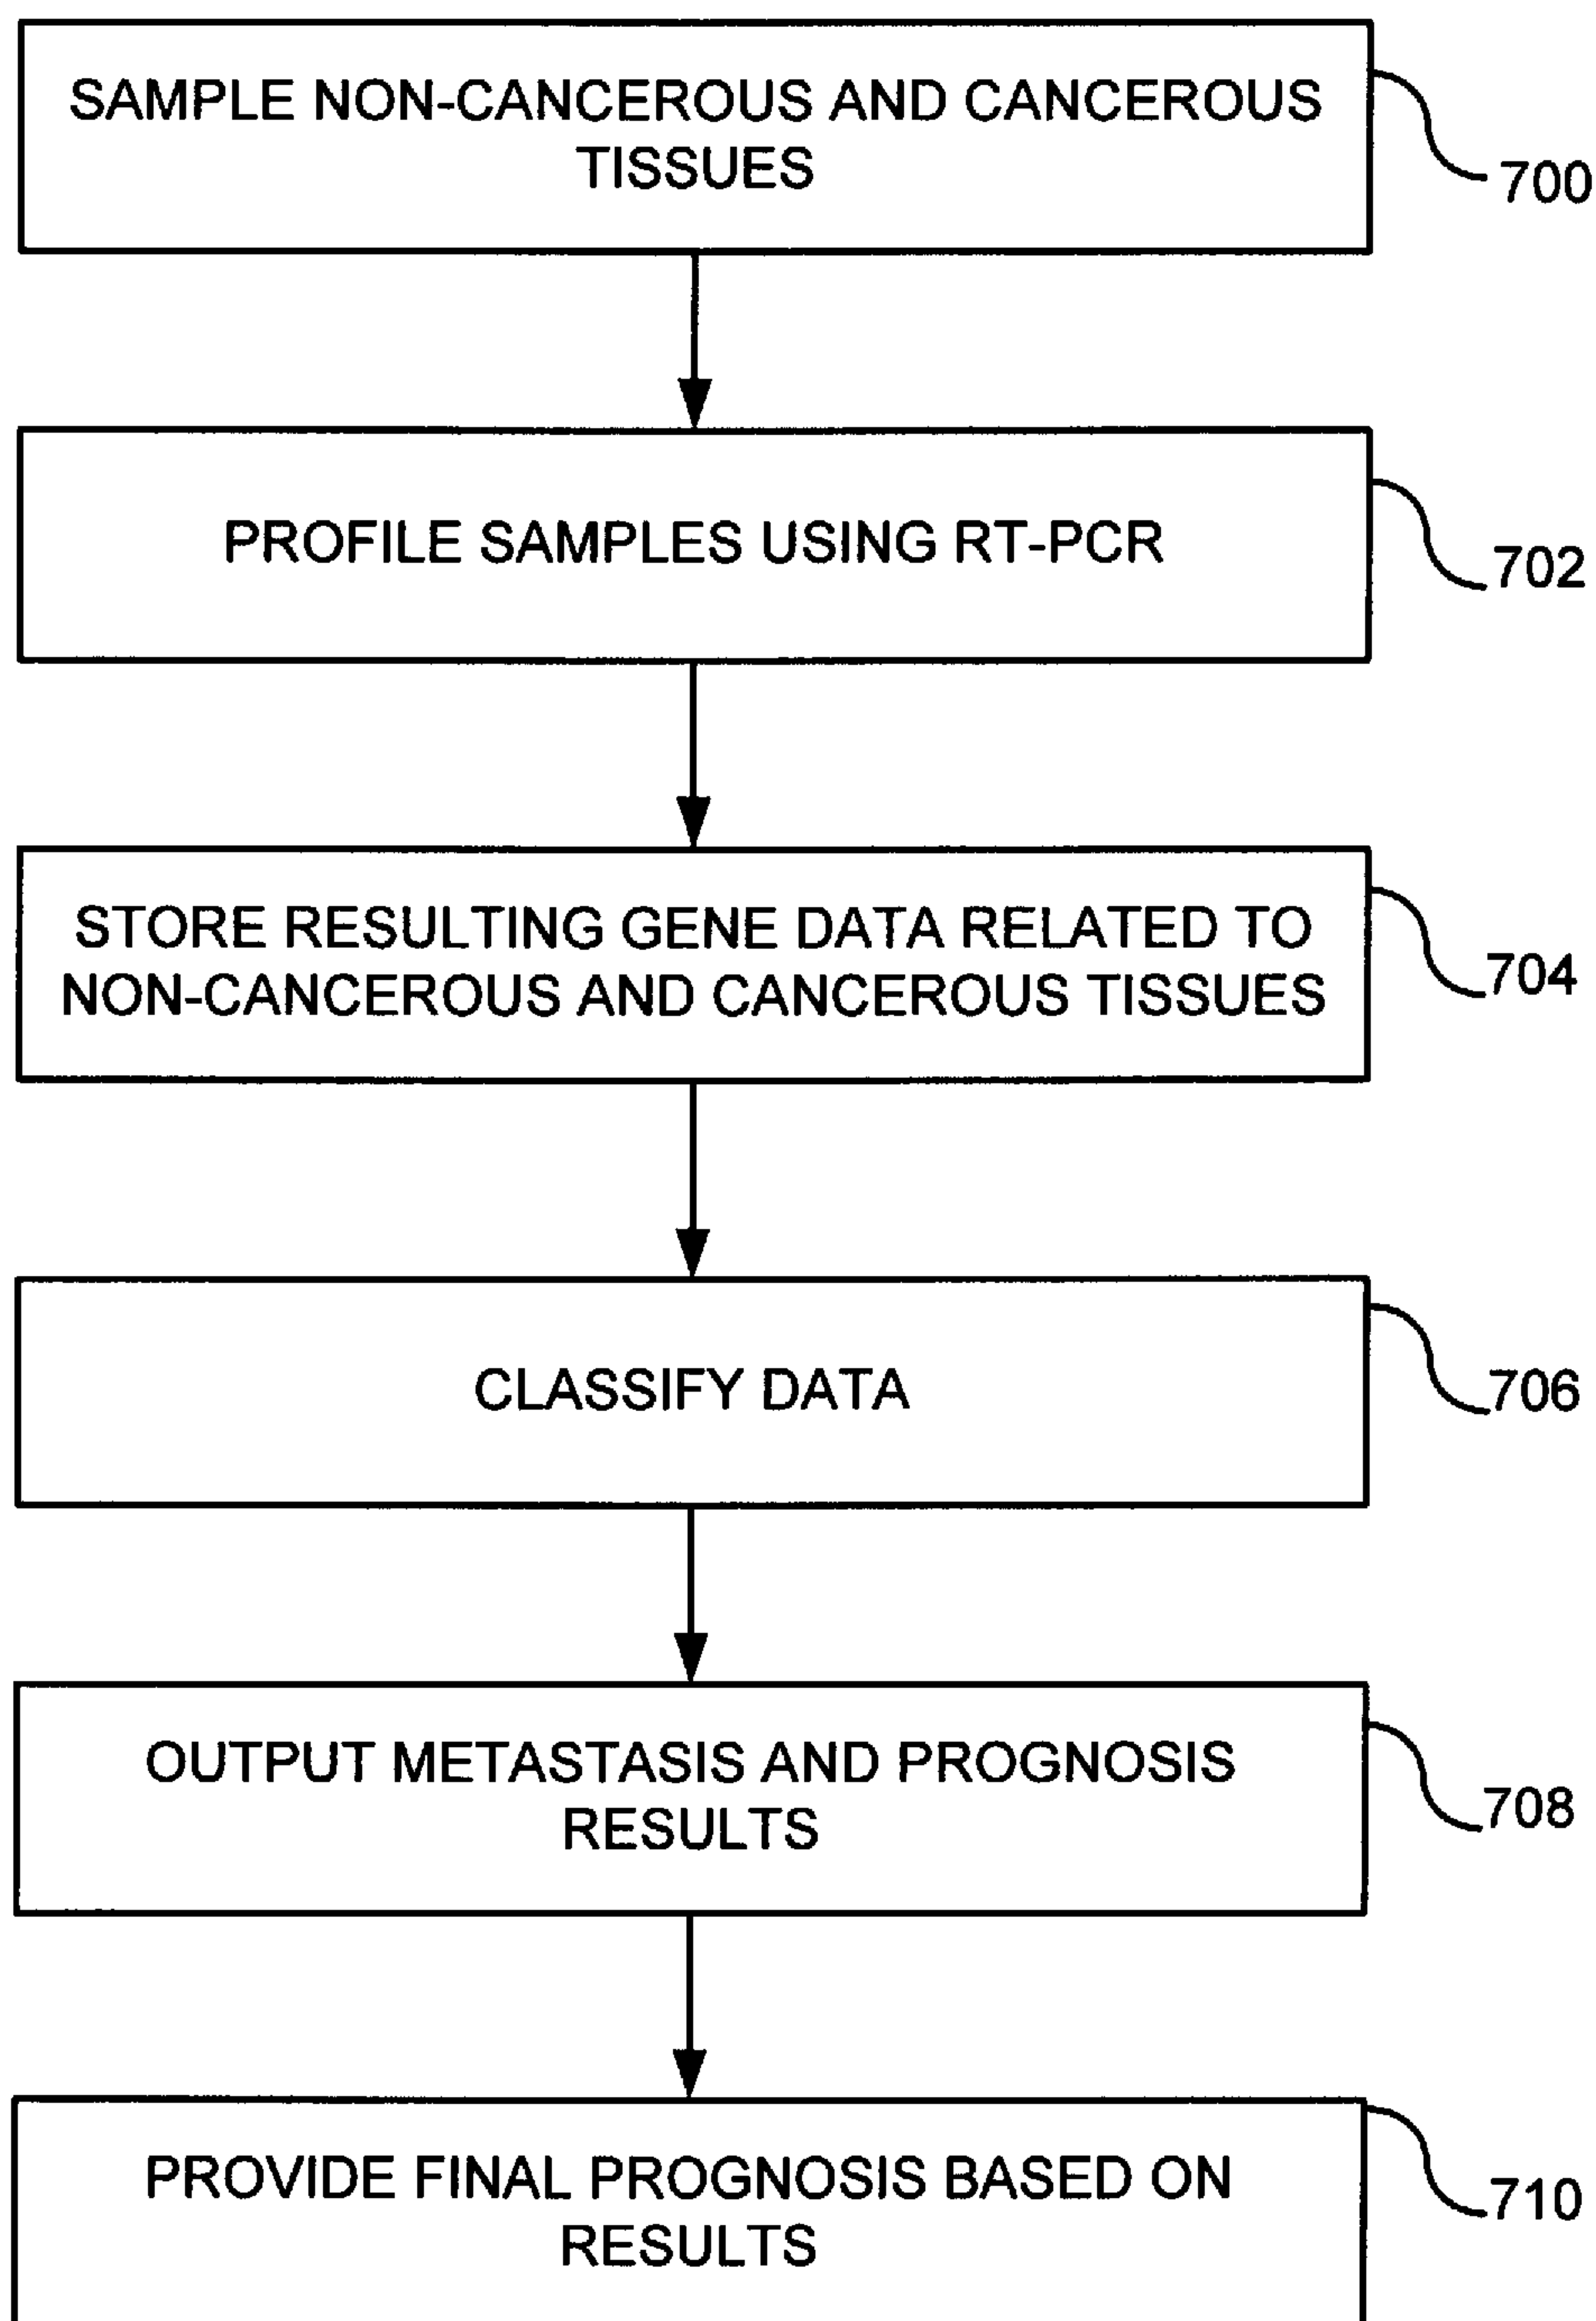 SAMPLE NON-CANCEROUS AND CANCEROUS
TISSUES
700
PROFILE SAMPLES USING RT-PCR
702
STORE RESULTING GENE DATA RELATED TO
NON-CANCEROUS AND CANCEROUS TISSUES
704
CLASSIFY DATA
706
OUTPUT METASTASIS AND PROGNOSIS
RESULTS
708
PROVIDE FINAL PROGNOSIS BASED ON
RESULTS
710